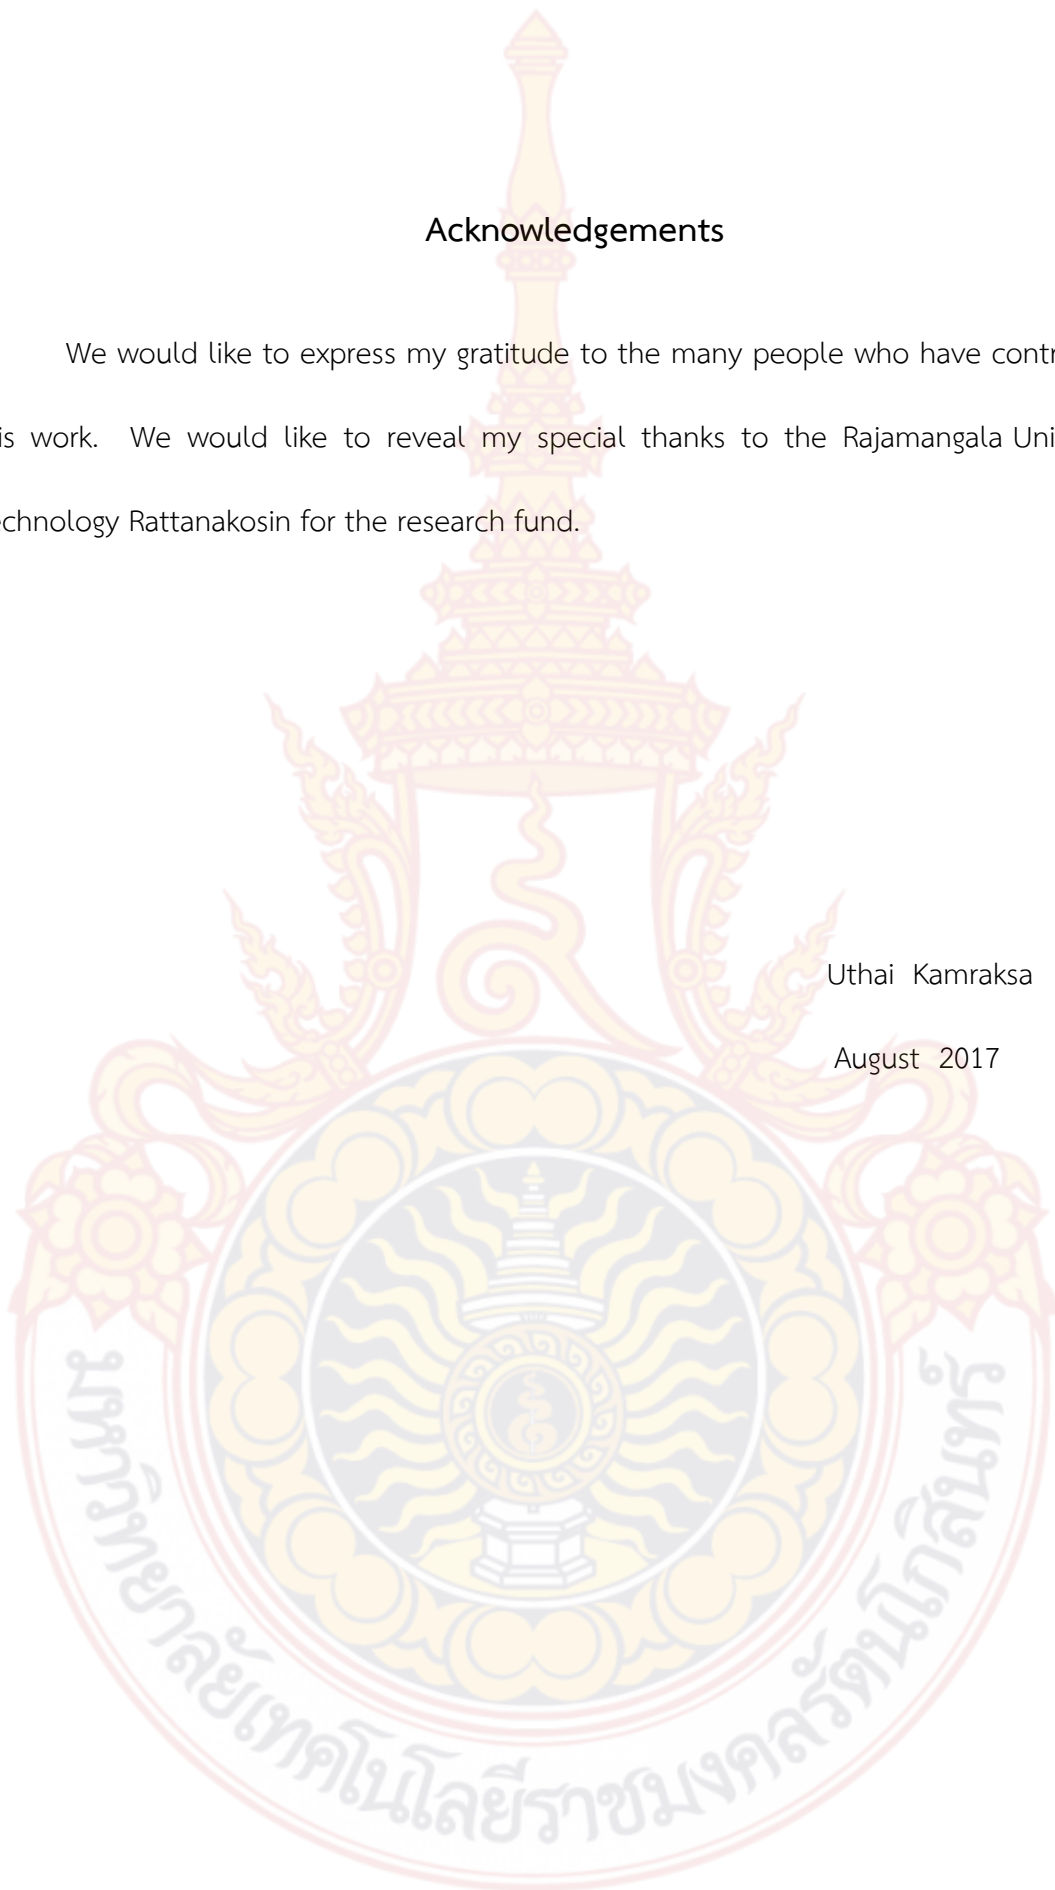 Acknowledgements
We would like to express my gratitude to the many people who have contr
is work. We would like to reveal my special thanks to the Rajamangala Uni
echnology Rattanakosin for the research fund.
Uthai Kamraksa
August 2017
มหาวิทยาลัยเทคโนโลยีราชมงคลรัตนโกสินทร์